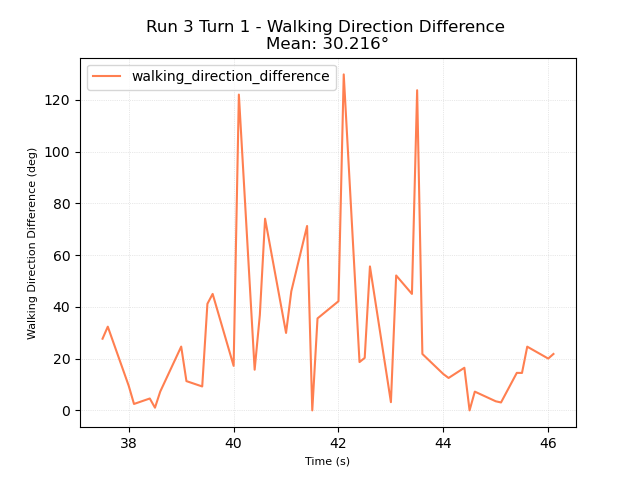 Run 3 Turn 1 - Walking Direction Difference
Mean: 30.216°
walking_direction_difference
Walking Direction Difference (deg)
120
100
80
60
40
20
0
38
40
42
44
46
Time (s)